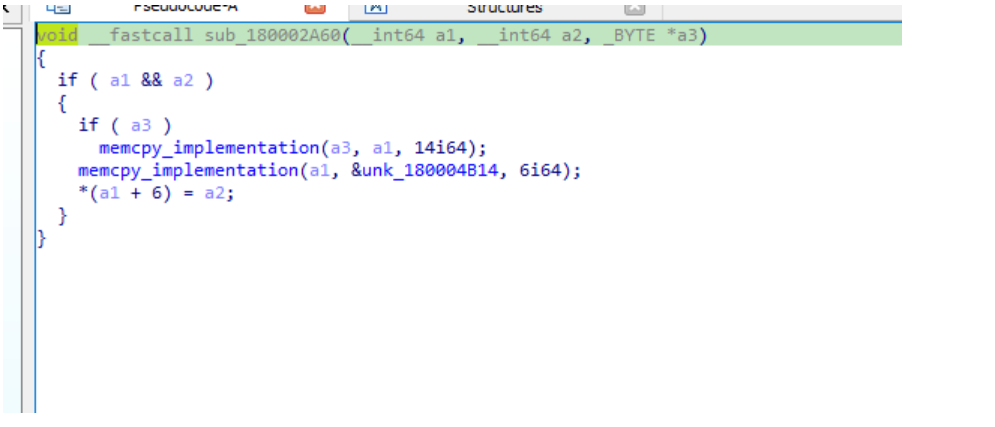 Pseudocode-A Structures
void __fastcall sub_180002A60(__int64 a1, __int64 a2, _BYTE *a3)
{
if ( a1 && a2 )
{
if ( a3 )
memcpy_implementation(a3, a1, 14i64);
memcpy_implementation(a1, &unk_180004B14, 6i64);
*(a1 + 6) = a2;
}
}